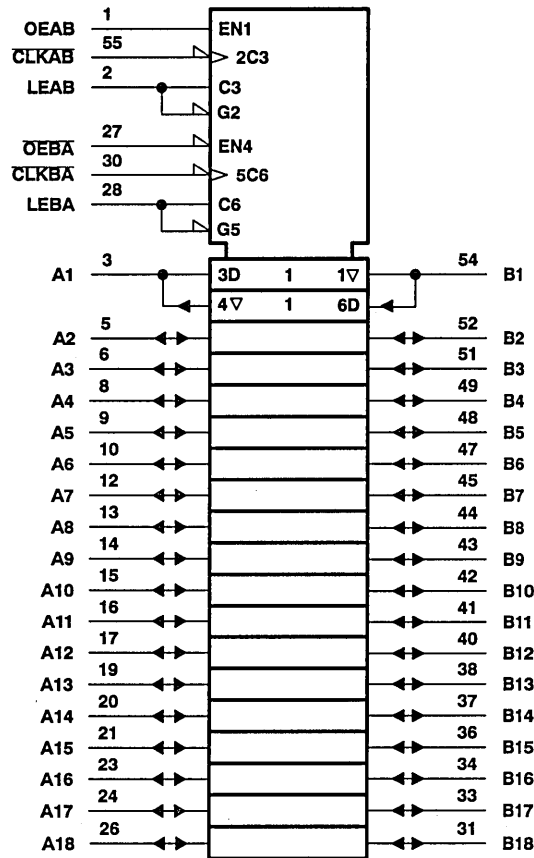 1
OEAB EN1
55
CLKAB 2C3
2
LEAB C3
G2
27
OEBA EN4
30
CLKBA 5C6
28
LEBA C6
G5
3 54
A1 3D 1 1▽ B1
4▽ 1 6D
5 52
A2 B2
6 51
A3 B3
8 49
A4 B4
9 48
A5 B5
10 47
A6 B6
12 45
A7 B7
13 44
A8 B8
14 43
A9 B9
15 42
A10 B10
16 41
A11 B11
17 40
A12 B12
19 38
A13 B13
20 37
A14 B14
21 36
A15 B15
23 34
A16 B16
24 33
A17 B17
26 31
A18 B18